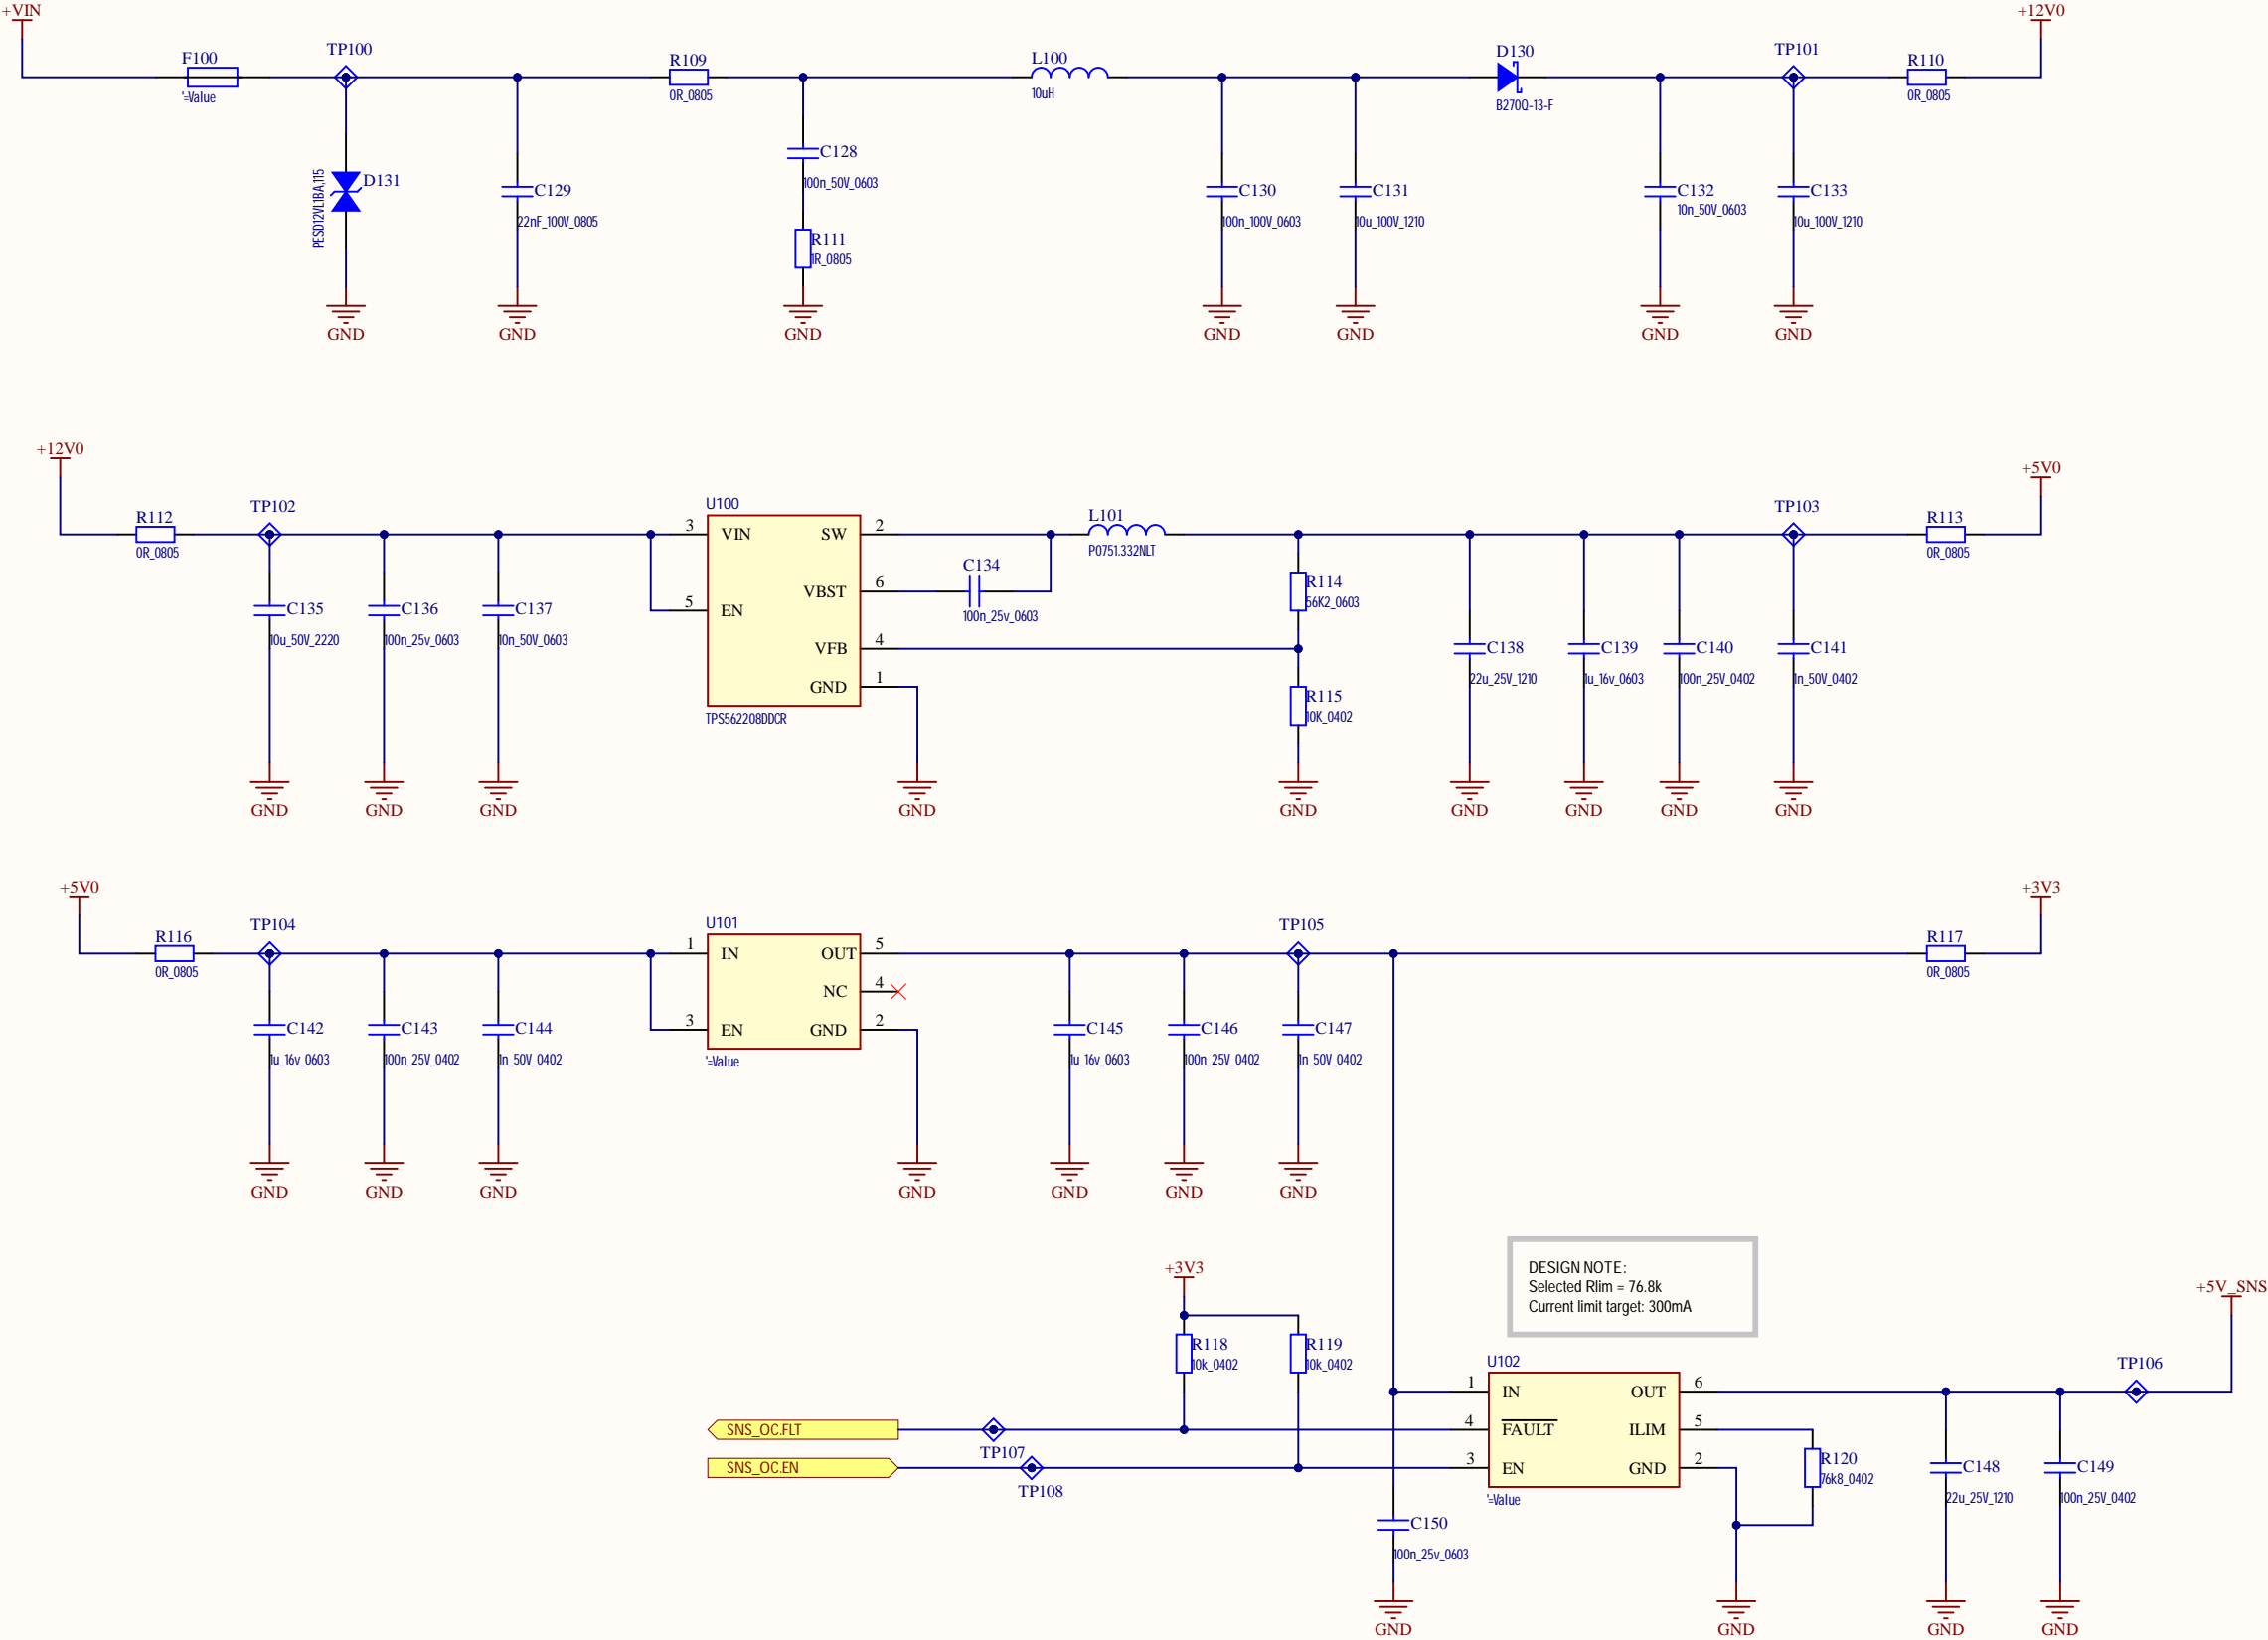 +VIN
+12V0
F100
'=Value
TP100
R109
0R_0805
L100
10uH
D130
B270Q-13-F
TP101
R110
0R_0805
PESD12VL1BA,115
D131
C129
22nF_100V_0805
C128
100n_50V_0603
R111
1R_0805
C130
100n_100V_0603
C131
10u_100V_1210
C132
10n_50V_0603
C133
10u_100V_1210
GND
GND
GND
GND
GND
GND
GND
+12V0
+5V0
R112
0R_0805
TP102
U100
3 VIN
5 EN
SW 2
VBST 6
VFB 4
GND 1
TPS562208DDCR
C134
100n_25v_0603
L101
P0751.332NLT
TP103
R113
0R_0805
C135
10u_50V_2220
C136
100n_25v_0603
C137
10n_50V_0603
R114
56K2_0603
R115
10K_0402
C138
22u_25V_1210
C139
1u_16v_0603
C140
100n_25V_0402
C141
1n_50V_0402
GND
GND
GND
GND
GND
GND
GND
GND
GND
+5V0
+3V3
R116
0R_0805
TP104
U101
1 IN
3 EN
OUT 5
NC 4
GND 2
'=Value
TP105
R117
0R_0805
C142
1u_16v_0603
C143
100n_25V_0402
C144
1n_50V_0402
C145
1u_16v_0603
C146
100n_25V_0402
C147
1n_50V_0402
GND
GND
GND
GND
GND
GND
GND
DESIGN NOTE:
Selected Rlim = 76.8k
Current limit target: 300mA
+3V3
+5V_SNS
R118
10k_0402
R119
10k_0402
SNS_OC.FLT
SNS_OC.EN
TP107
TP108
U102
1 IN
4 FAULT
3 EN
OUT 6
ILIM 5
GND 2
'=Value
TP106
R120
76k8_0402
C148
22u_25V_1210
C149
100n_25V_0402
C150
100n_25v_0603
GND
GND
GND
GND